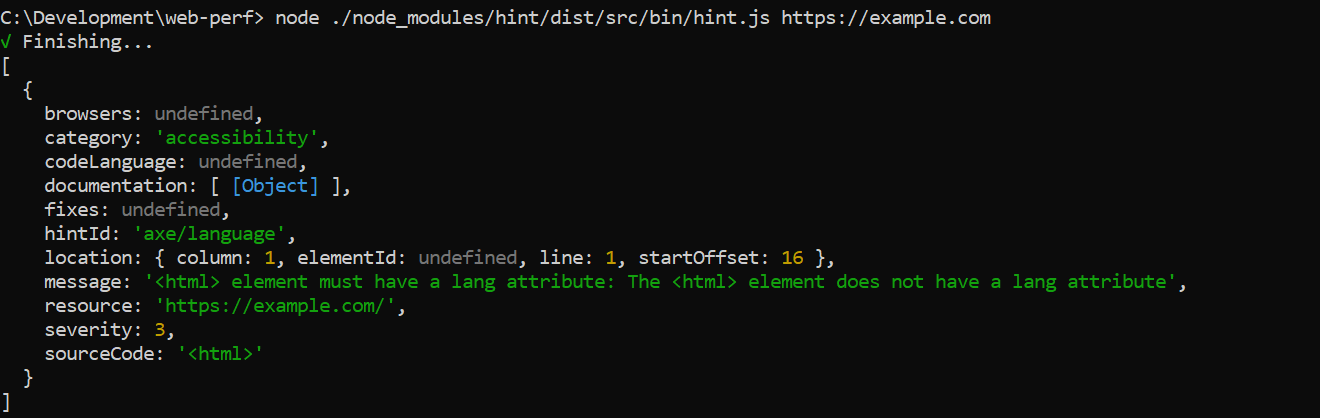 C:\Development\web-perf> node ./node_modules/hint/dist/src/bin/hint.js https://example.com
√ Finishing...
[
  {
    browsers: undefined,
    category: 'accessibility',
    codeLanguage: undefined,
    documentation: [ [Object] ],
    fixes: undefined,
    hintId: 'axe/language',
    location: { column: 1, elementId: undefined, line: 1, startOffset: 16 },
    message: '<html> element must have a lang attribute: The <html> element does not have a lang attribute',
    resource: 'https://example.com/',
    severity: 3,
    sourceCode: '<html>'
  }
]